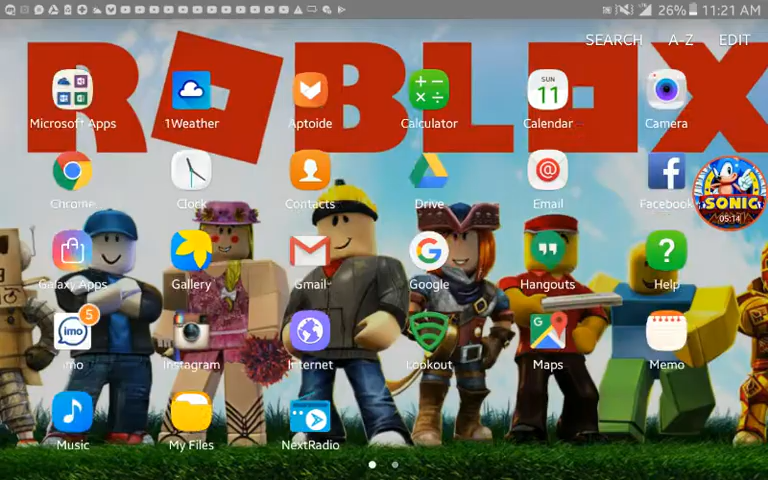 26% 11:21 AM
SEARCH A-Z EDIT
ROBLOX
SUN
11
Microsoft Apps 1Weather Aptoide Calculator Calendar Camera
Chrome Clock Contacts Drive Email Facebook
SONIC
05:14
Galaxy Apps Gallery Gmail Google Hangouts Help
G
imo
5
imo Instagram Internet Lookout Maps Memo
Music My Files NextRadio